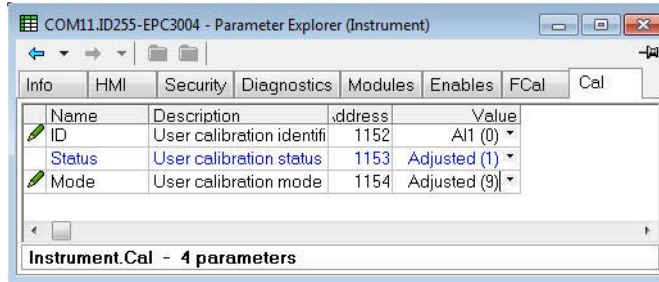 COM11.ID255-EPC3004 - Parameter Explorer (Instrument)
Info HMI Security Diagnostics Modules Enables FCal Cal
Name Description ddress Value
ID User calibration identifi 1152 AI1 (0)
Status User calibration status 1153 Adjusted (1)
Mode User calibration mode 1154 Adjusted (9)
Instrument.Cal - 4 parameters